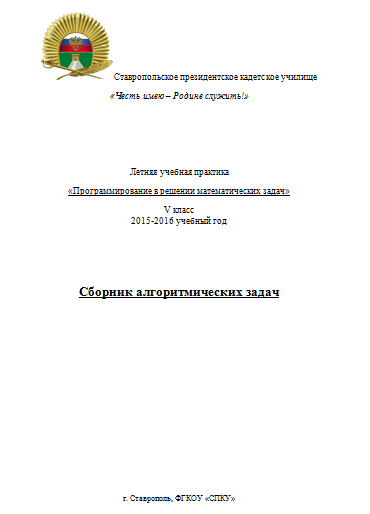 Ставропольское президентское кадетское училище
«Честь имею – Родине служить!»
Летняя учебная практика
«Программирование в решении математических задач»
V класс
2015-2016 учебный год
Сборник алгоритмических задач
г. Ставрополь, ФГКОУ «СПКУ»